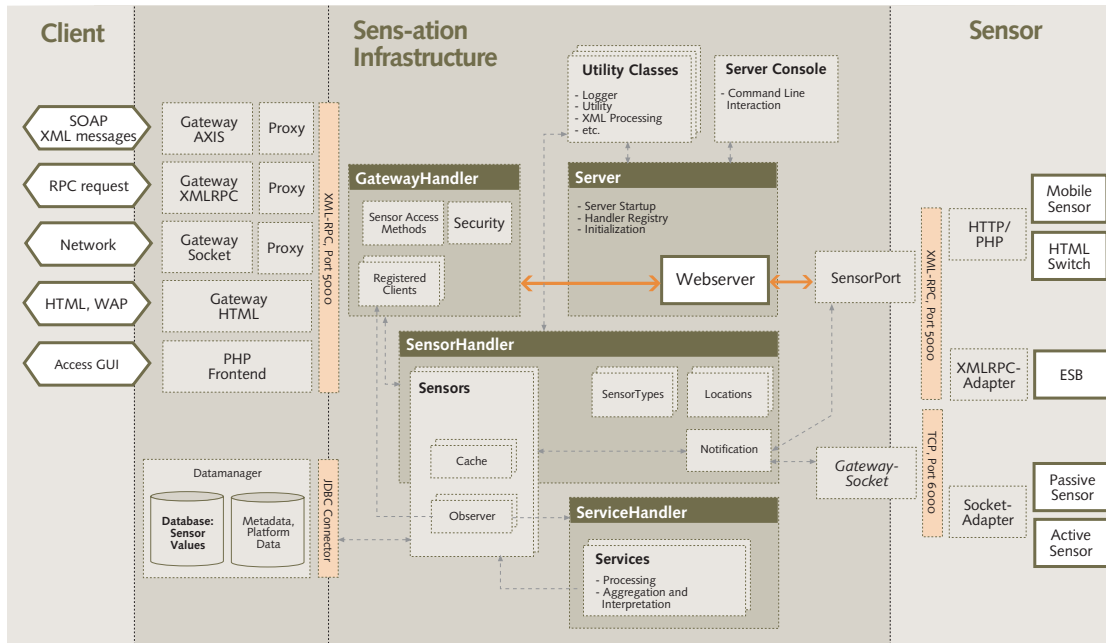 Client
Sens-ation
Infrastructure
Sensor
SOAP
XML messages
RPC request
Network
HTML, WAP
Access GUI
Gateway
AXIS
Proxy
Gateway
XMLRPC
Proxy
Gateway
Socket
Proxy
Gateway
HTML
PHP
Frontend
XML-RPC, Port 5000
Datamanager
Database:
Sensor
Values
Metadata,
Platform
Data
JDBC Connector
Utility Classes
- Logger
- Utility
- XML Processing
- etc.
Server Console
- Command Line
Interaction
GatewayHandler
Sensor Access
Methods
Security
Registered
Clients
Server
- Server Startup
- Handler Registry
- Initialization
Webserver
SensorHandler
Sensors
Cache
Observer
SensorTypes
Locations
Notification
ServiceHandler
Services
- Processing
- Aggregation and
Interpretation
SensorPort
Gateway-
Socket
XML-RPC, Port 5000
TCP, Port 6000
HTTP/
PHP
XMLRPC-
Adapter
Socket-
Adapter
Mobile
Sensor
HTML
Switch
ESB
Passive
Sensor
Active
Sensor